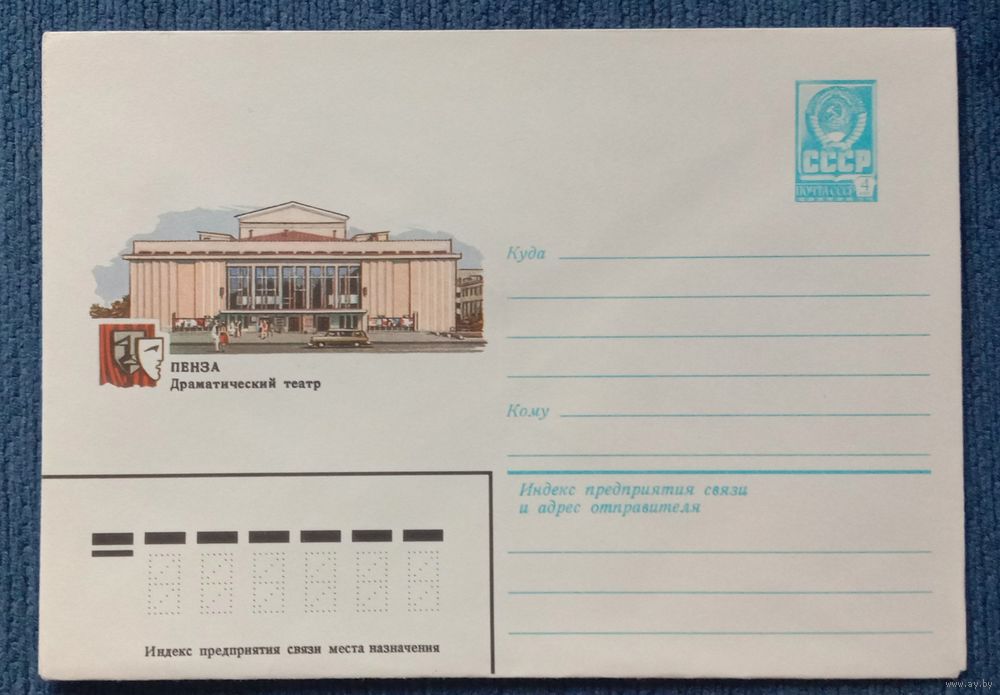 СССР
ПОЧТА СССР 4
Куда
ПЕНЗА
Драматический театр
Кому
Индекс предприятия связи
и адрес отправителя
Индекс предприятия связи места назначения
www.ay.by